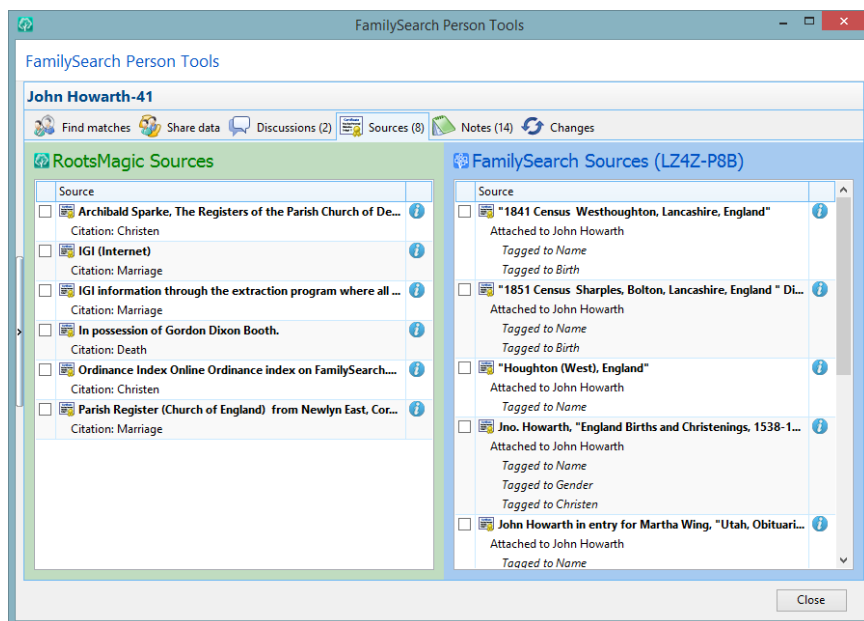 FamilySearch Person Tools
FamilySearch Person Tools
John Howarth-41
Find matches Share data Discussions (2) Sources (8) Notes (14) Changes
RootsMagic Sources
Source
Archibald Sparke, The Registers of the Parish Church of De...
Citation: Christen
IGI (Internet)
Citation: Marriage
IGI information through the extraction program where all ...
Citation: Marriage
In possession of Gordon Dixon Booth.
Citation: Death
Ordinance Index Online Ordinance index on FamilySearch....
Citation: Christen
Parish Register (Church of England) from Newlyn East, Cor...
Citation: Marriage
FamilySearch Sources (LZ4Z-P8B)
Source
"1841 Census Westhoughton, Lancashire, England"
Attached to John Howarth
Tagged to Name
Tagged to Birth
"1851 Census Sharples, Bolton, Lancashire, England " Di...
Attached to John Howarth
Tagged to Name
Tagged to Birth
"Houghton (West), England"
Attached to John Howarth
Tagged to Name
Jno. Howarth, "England Births and Christenings, 1538-1...
Attached to John Howarth
Tagged to Name
Tagged to Gender
Tagged to Christen
John Howarth in entry for Martha Wing, "Utah, Obituari...
Attached to John Howarth
Tagged to Name
Close